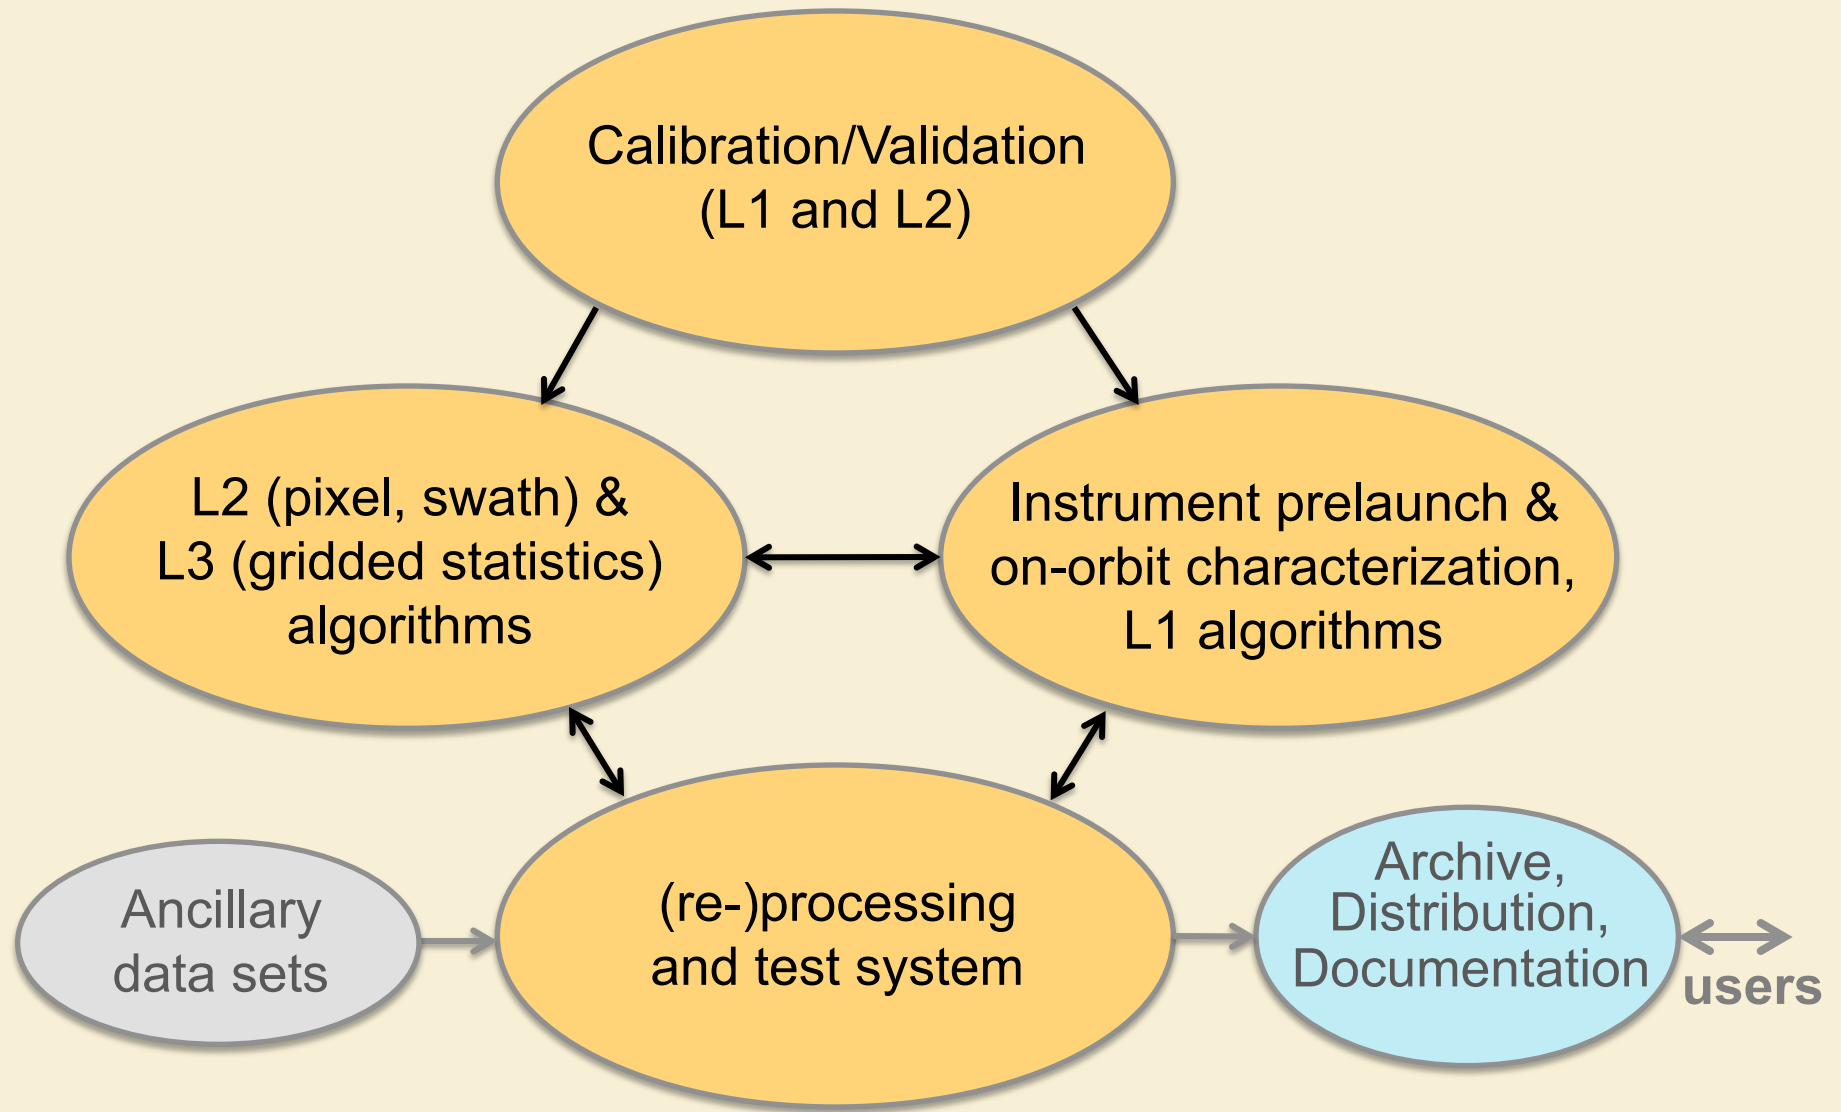 Calibration/Validation
(L1 and L2)
L2 (pixel, swath) &
L3 (gridded statistics)
algorithms
Instrument prelaunch &
on-orbit characterization,
L1 algorithms
Ancillary
data sets
(re-)processing
and test system
Archive,
Distribution,
Documentation
users